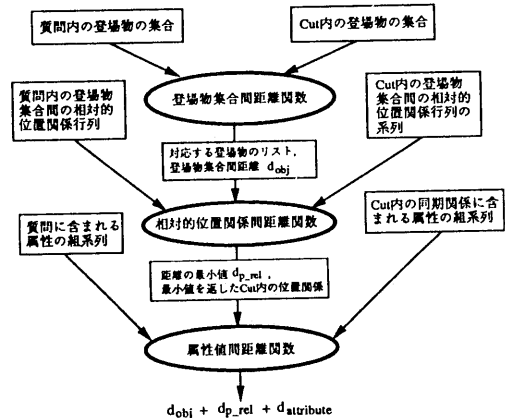 質問内の登場物の集合
Cut内の登場物の集合
登場物集合間距離関数
質問内の登場物
集合間の相対的
位置関係行列
Cut内の登場物
集合間の相対的
位置関係行列の
系列
対応する登場物のリスト,
登場物集合間距離 dobj
相対的位置関係間距離関数
質問に含まれる
属性の組系列
Cut内の同期関係に含
まれる属性の組系列
距離の最小値 dp_rel ,
最小値を返したCut内の位置関係
属性値間距離関数
dobj + dp_rel + dattribute